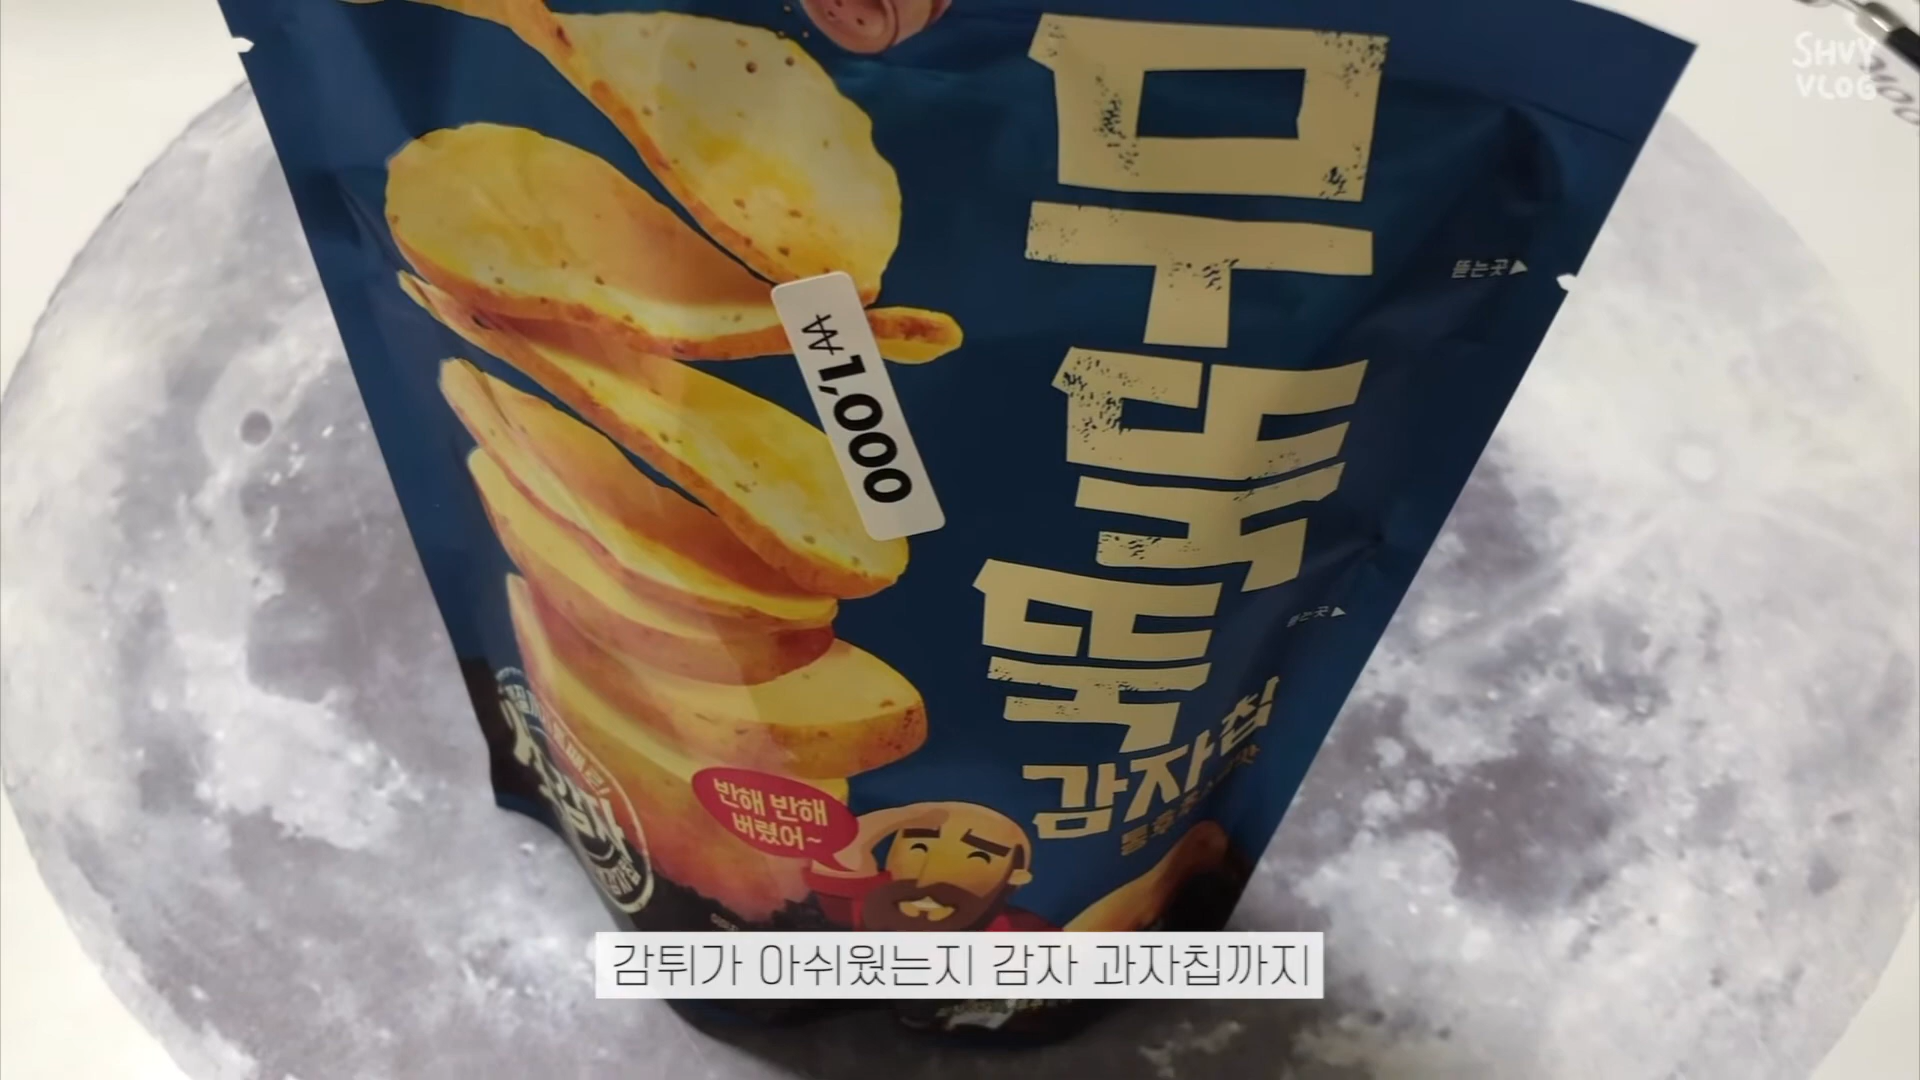 SHVY
VLOG
무
뚝
뚝
감자칩
₩1,000
뜯는곳▶
뜯는곳▶
반해 반해
버렸어~
감튀가 아쉬웠는지 감자 과자칩까지